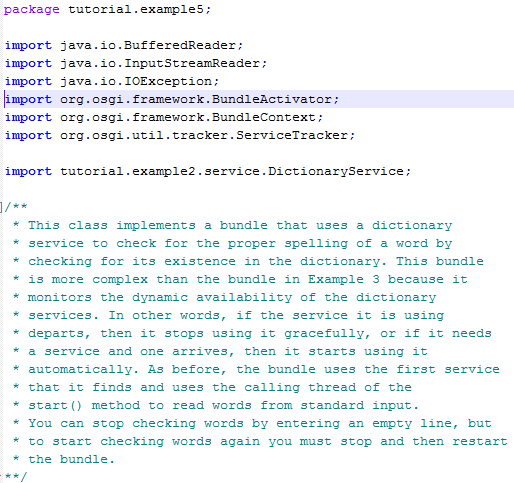 package tutorial.example5;
import java.io.BufferedReader;
import java.io.InputStreamReader;
import java.io.IOException;
import org.osgi.framework.BundleActivator;
import org.osgi.framework.BundleContext;
import org.osgi.util.tracker.ServiceTracker;
import tutorial.example2.service.DictionaryService;
/**
* This class implements a bundle that uses a dictionary
* service to check for the proper spelling of a word by
* checking for its existence in the dictionary. This bundle
* is more complex than the bundle in Example 3 because it
* monitors the dynamic availability of the dictionary
* services. In other words, if the service it is using
* departs, then it stops using it gracefully, or if it needs
* a service and one arrives, then it starts using it
* automatically. As before, the bundle uses the first service
* that it finds and uses the calling thread of the
* start() method to read words from standard input.
* You can stop checking words by entering an empty line, but
* to start checking words again you must stop and then restart
* the bundle.
**/